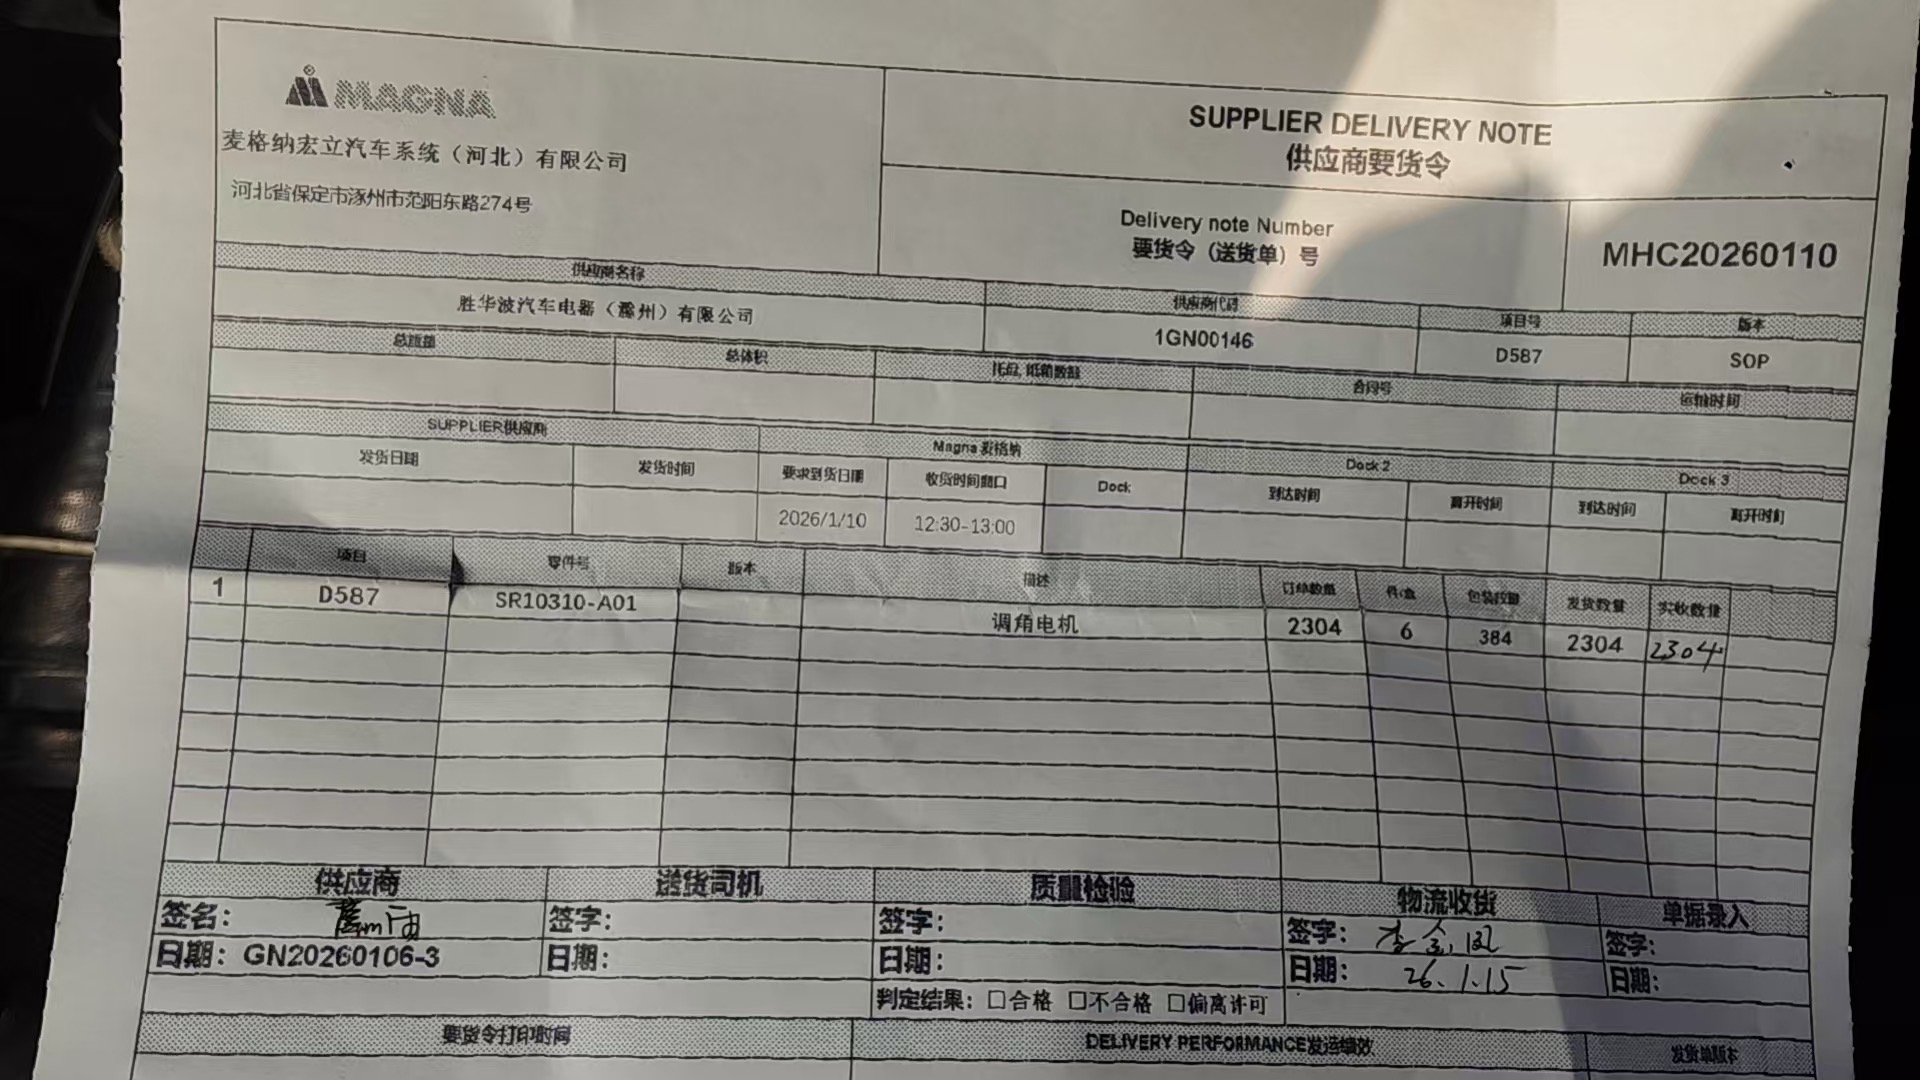 MAGNA
麦格纳宏立汽车系统（河北）有限公司
河北省保定市涿州市范阳东路274号
SUPPLIER DELIVERY NOTE
供应商要货令
Delivery note Number
要货令（送货单）号
MHC20260110
供应商名称 供应商代码 项目号 版本
胜华波汽车电器（滁州）有限公司 1GN00146 D587 SOP
总质量 总体积 托盘, 纸箱数量 合同号 运输时间
SUPPLIER供应商 Magna 麦格纳 Dock 2 Dock 3
发货日期 发货时间 要求到货日期 收货时间窗口 Dock 到达时间 离开时间 到达时间 离开时间
2026/1/10 12:30-13:00
项目 零件号 版本 描述 订单数量 件/盒 包装数量 发货数量 实收数量
1 D587 SR10310-A01 调角电机 2304 6 384 2304 2304
供应商 送货司机 质量检验 物流收货 单据录入
签名： 签字： 签字： 签字： 签字：
日期：GN20260106-3 日期： 日期： 日期：26.1.15 日期：
判定结果：□合格 □不合格 □偏离许可
要货令打印时间 DELIVERY PERFORMANCE发运绩效 发货单版本